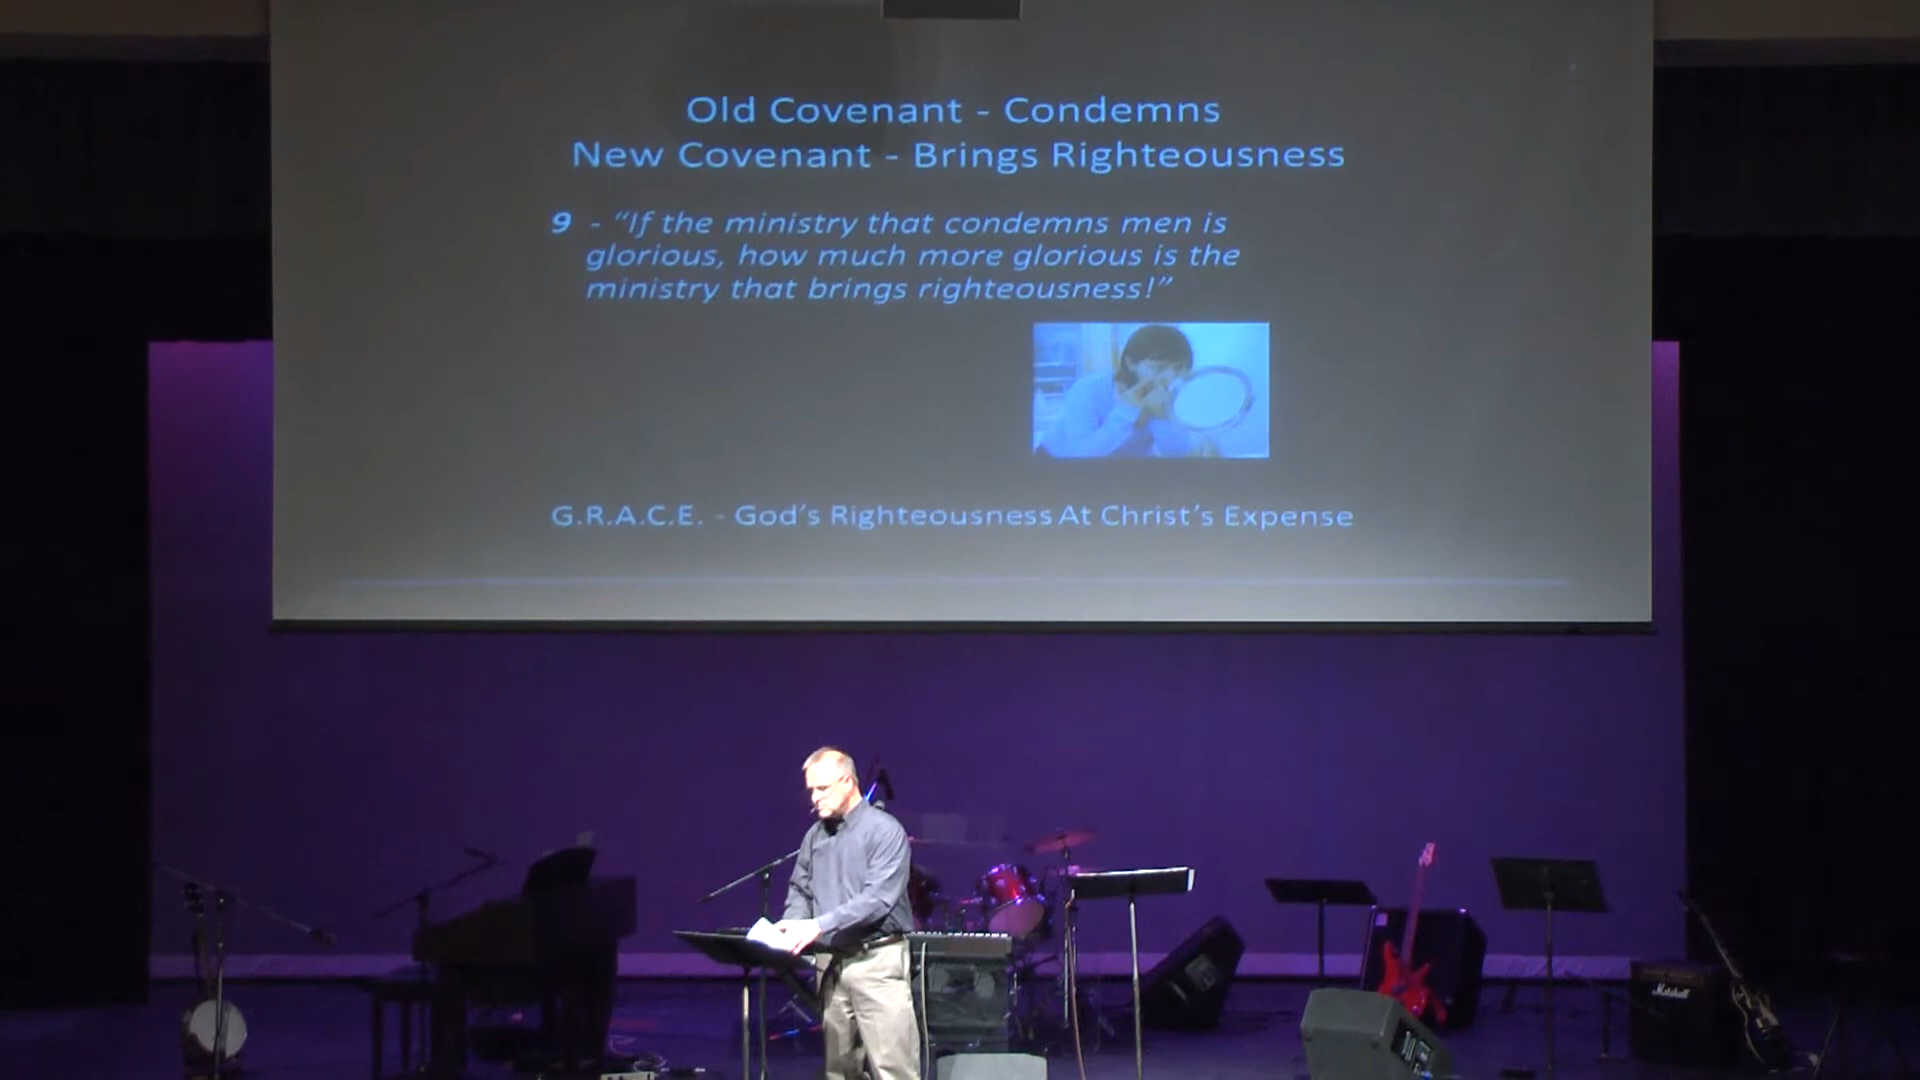 Old Covenant - Condemns
New Covenant - Brings Righteousness
9 - “If the ministry that condemns men is
glorious, how much more glorious is the
ministry that brings righteousness!”
G.R.A.C.E. - God’s Righteousness At Christ’s Expense
Marshall